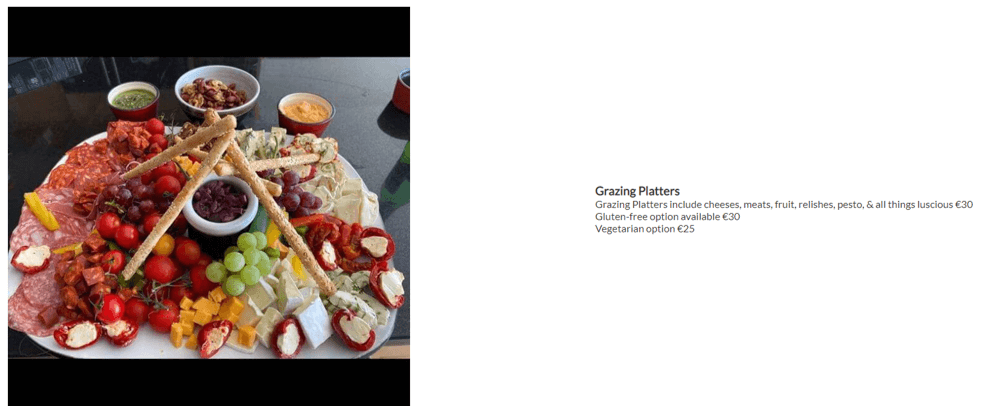 Grazing Platters
Grazing Platters include cheeses, meats, fruit, relishes, pesto, & all things luscious €30
Gluten-free option available €30
Vegetarian option €25